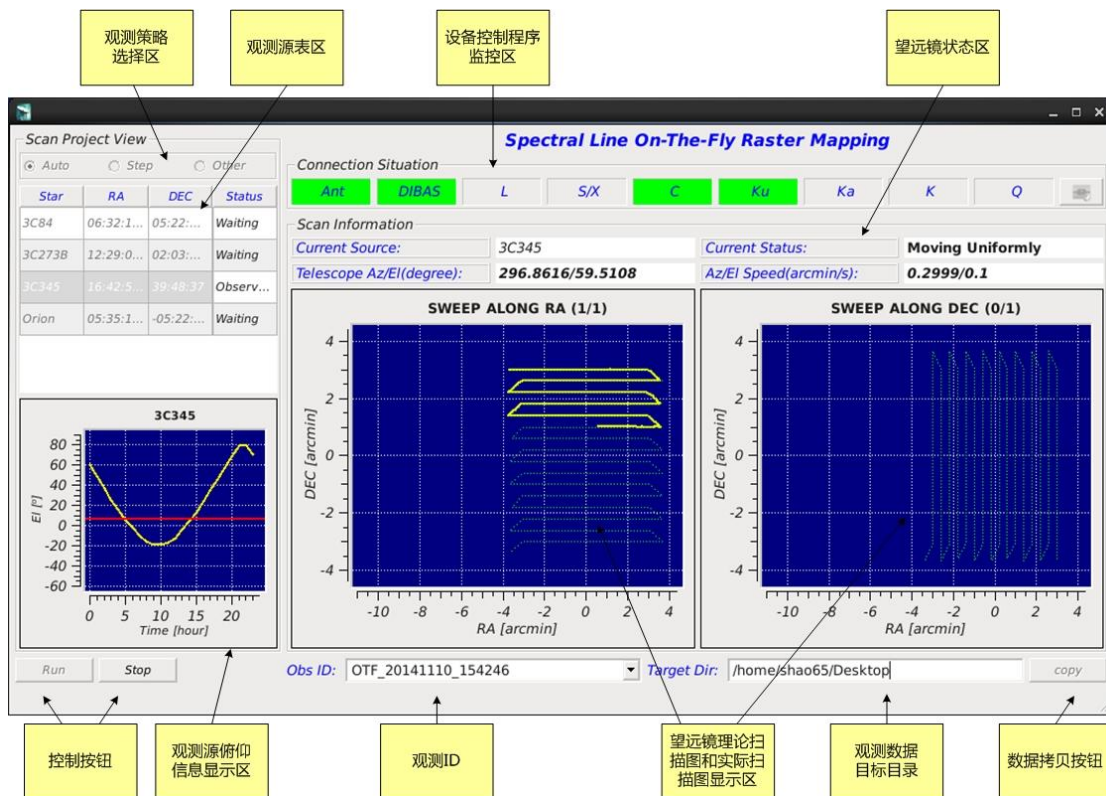 观测策略
选择区
观测源表区
设备控制程序
监控区
望远镜状态区
Scan Project View
Auto Step Other
Star RA DEC Status
3C84 06:32:1... 05:22:... Waiting
3C273B 12:29:0... 02:03:... Waiting
3C345 16:42:5... 39:48:37 Observ...
Orion 05:35:1... -05:22:... Waiting
Spectral Line On-The-Fly Raster Mapping
Connection Situation
Ant DIBAS L S/X C Ku Ka K Q
Scan Information
Current Source: 3C345 Current Status: Moving Uniformly
Telescope Az/El(degree): 296.8616/59.5108 Az/El Speed(arcmin/s): 0.2999/0.1
3C345
El [°]
80
60
40
20
0
-20
-40
-60
0 5 10 15 20
Time [hour]
SWEEP ALONG RA (1/1)
DEC [arcmin]
4
2
0
-2
-4
-10 -8 -6 -4 -2 0 2 4
RA [arcmin]
SWEEP ALONG DEC (0/1)
DEC [arcmin]
4
2
0
-2
-4
-10 -8 -6 -4 -2 0 2 4
RA [arcmin]
Run Stop Obs ID: OTF_20141110_154246 Target Dir: /home/shao65/Desktop copy
控制按钮
观测源俯仰
信息显示区
观测ID
望远镜理论扫
描图和实际扫
描图显示区
观测数据
目标目录
数据拷贝按钮